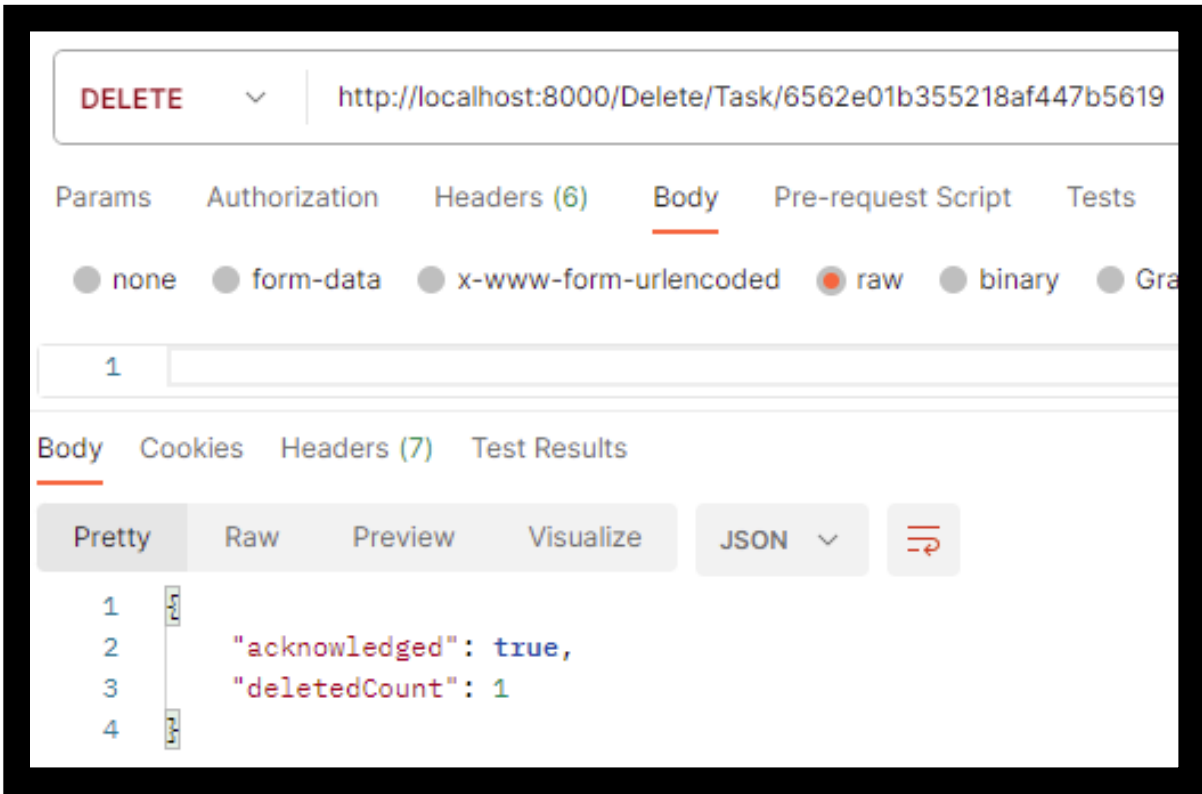 DELETE http://localhost:8000/Delete/Task/6562e01b355218af447b5619
Params Authorization Headers (6) Body Pre-request Script Tests
none form-data x-www-form-urlencoded raw binary Gra
1
Body Cookies Headers (7) Test Results
Pretty Raw Preview Visualize JSON
1 {
2 "acknowledged": true,
3 "deletedCount": 1
4 }